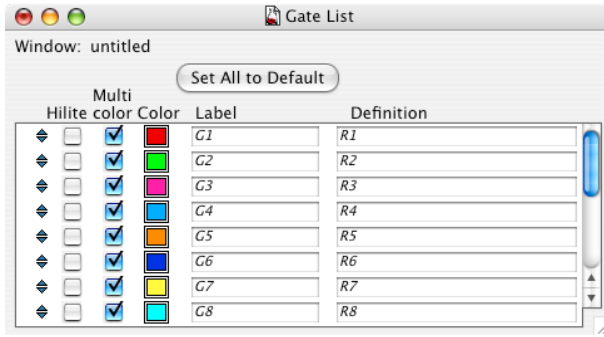 Gate List
Window: untitled
Set All to Default
Multi
Hilite color Color Label Definition
G1 R1
G2 R2
G3 R3
G4 R4
G5 R5
G6 R6
G7 R7
G8 R8